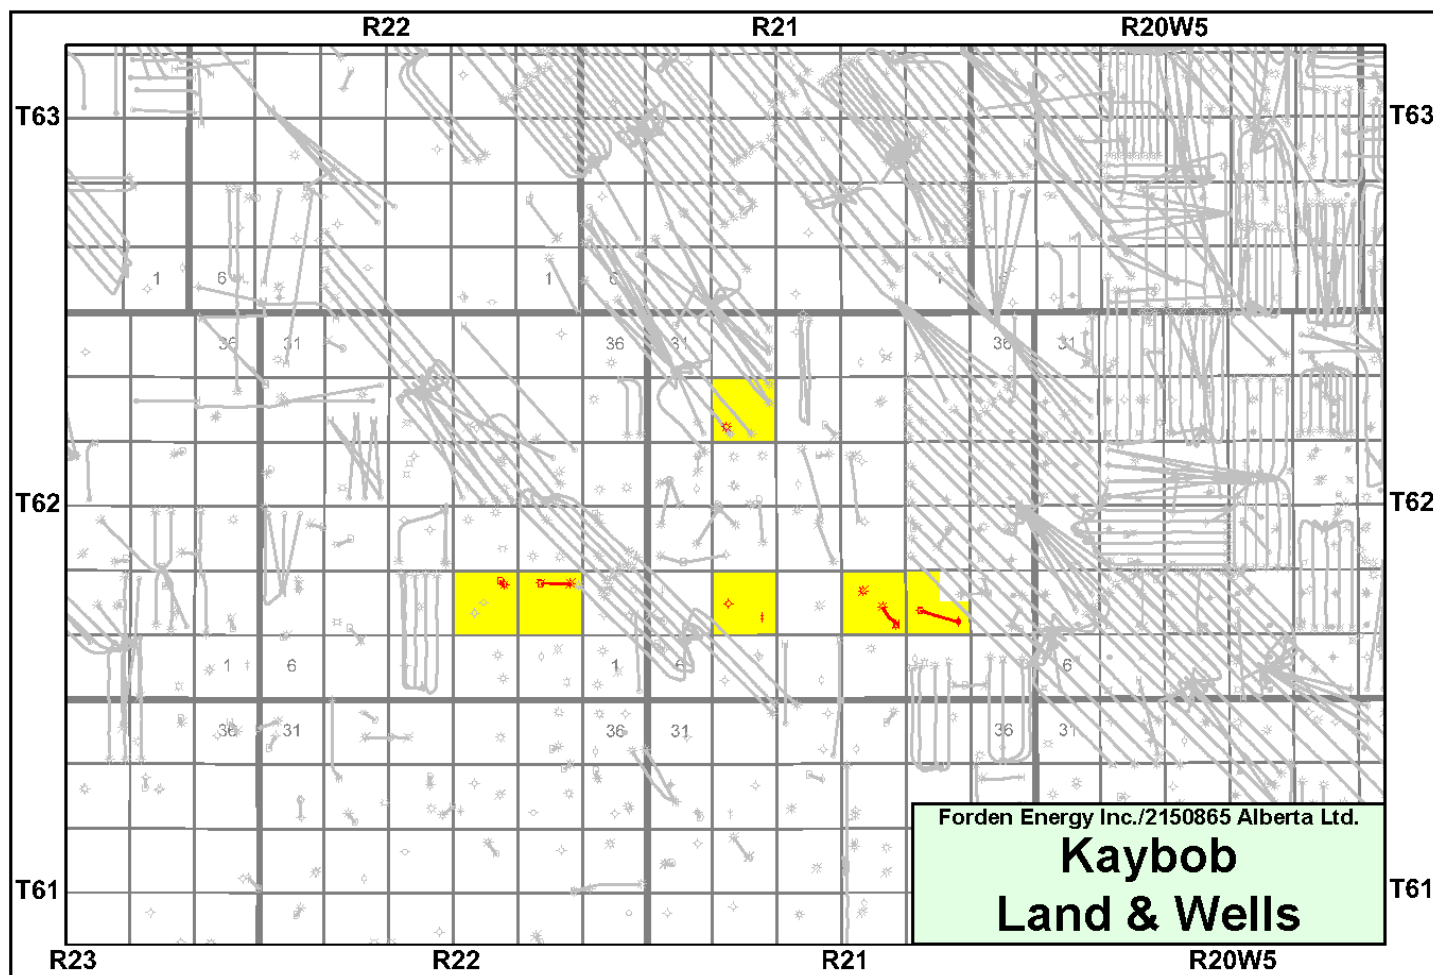 R22 R21 R20W5
T63 T63
1 6 1 6 1 6 1
36 31 36 31 36 31
T62 T62
1 6 1 6 6
36 31 36 31 36 31
Forden Energy Inc./2150865 Alberta Ltd.
Kaybob
T61 T61
Land & Wells
R23 R22 R21 R20W5